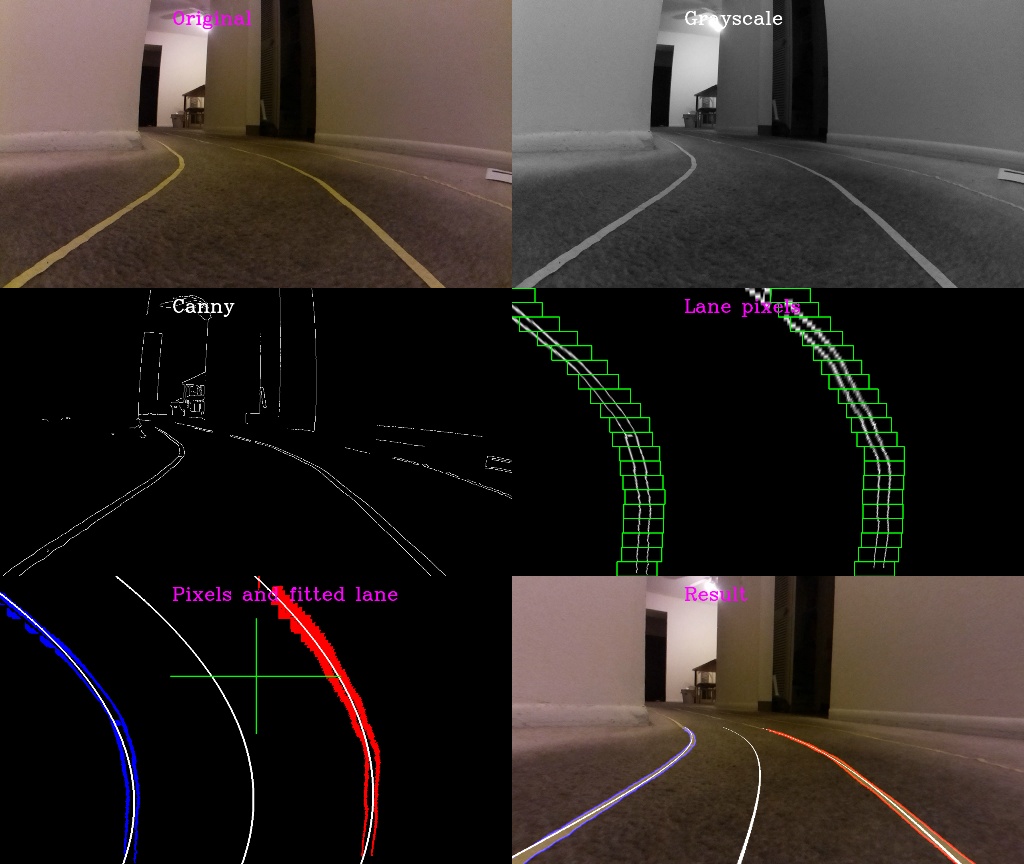 Original
Grayscale
Canny
Lane pixels
Pixels and fitted lane
Result